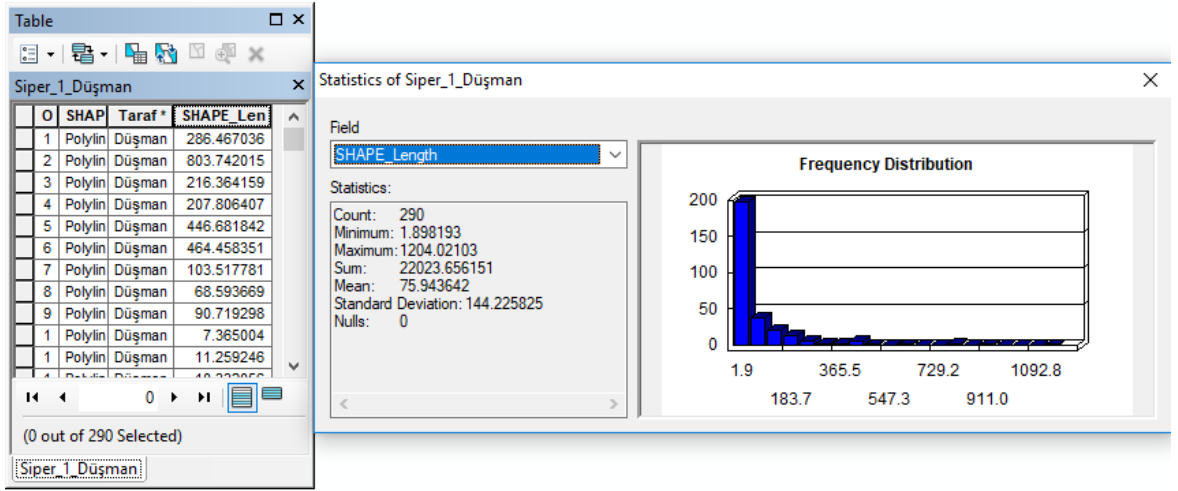 Table
Siper_1_Düşman
O SHAP Taraf * SHAPE_Len
1 Polylin Düşman 286.467036
2 Polylin Düşman 803.742015
3 Polylin Düşman 216.364159
4 Polylin Düşman 207.806407
5 Polylin Düşman 446.681842
6 Polylin Düşman 464.458351
7 Polylin Düşman 103.517781
8 Polylin Düşman 68.593669
9 Polylin Düşman 90.719298
1 Polylin Düşman 7.365004
1 Polylin Düşman 11.259246
0
(0 out of 290 Selected)
Siper_1_Düşman
Statistics of Siper_1_Düşman
Field
SHAPE_Length
Statistics:
Count: 290
Minimum: 1.898193
Maximum: 1204.02103
Sum: 22023.656151
Mean: 75.943642
Standard Deviation: 144.225825
Nulls: 0
Frequency Distribution
200
150
100
50
0
1.9 365.5 729.2 1092.8
183.7 547.3 911.0